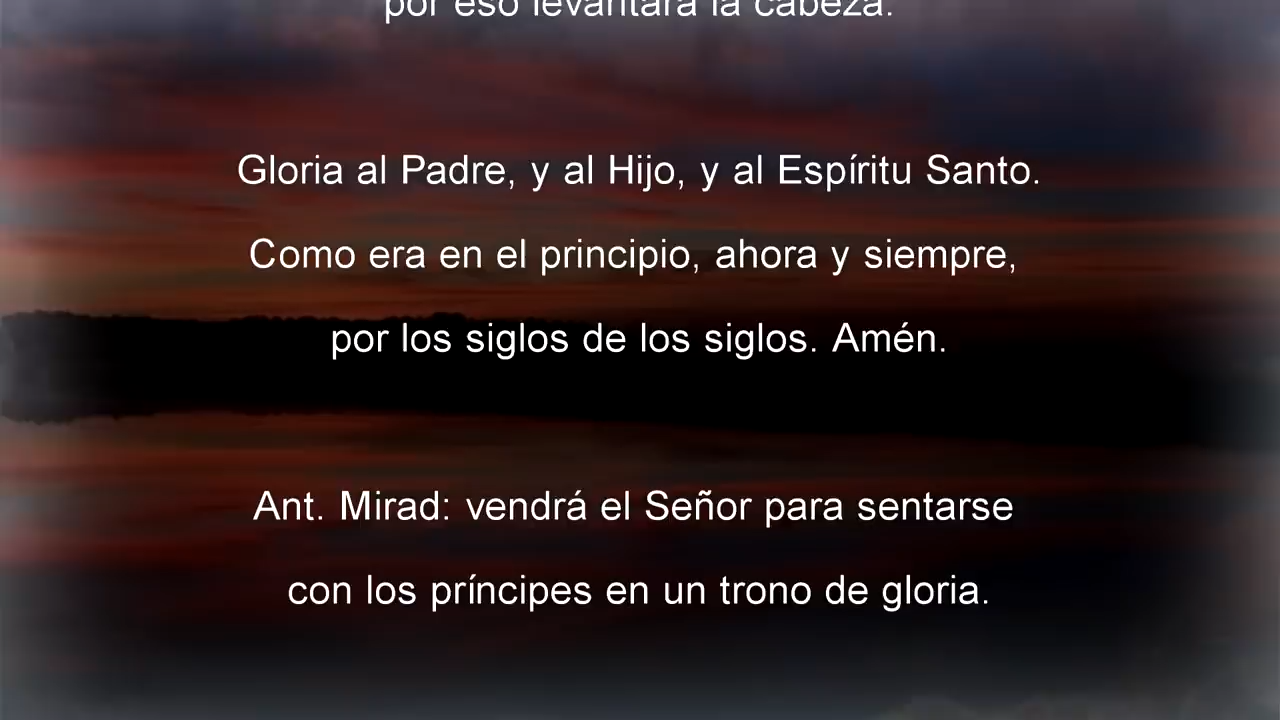 por eso levantará la cabeza.
Gloria al Padre, y al Hijo, y al Espíritu Santo.
Como era en el principio, ahora y siempre,
por los siglos de los siglos. Amén.
Ant. Mirad: vendrá el Señor para sentarse
con los príncipes en un trono de gloria.